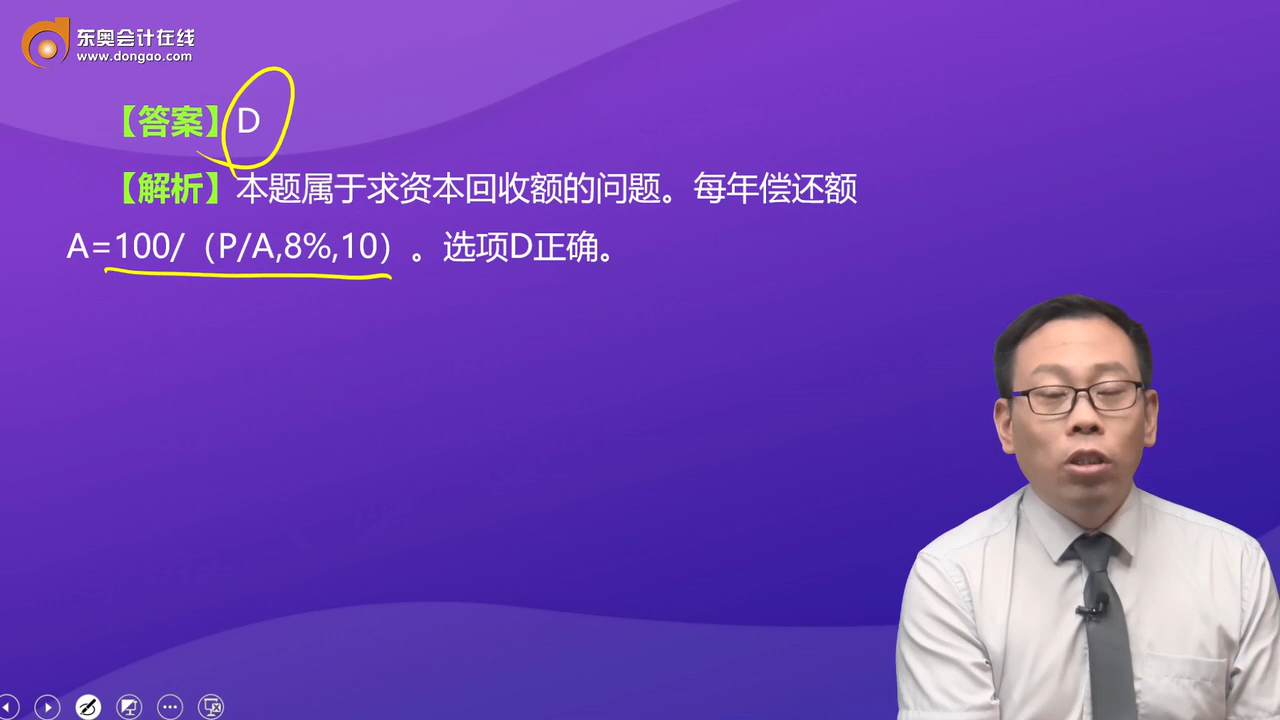 东奥会计在线
www.dongao.com
【答案】D
【解析】本题属于求资本回收额的问题。每年偿还额
A=100/（P/A,8%,10）。选项D正确。